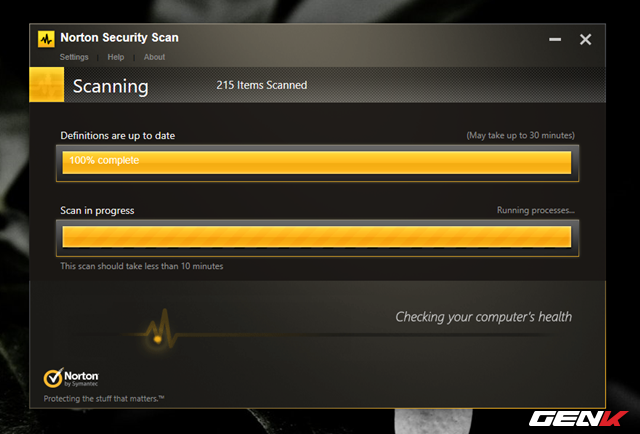 Norton Security Scan
Settings | Help | About
Scanning
215 Items Scanned
Definitions are up to date
(May take up to 30 minutes)
100% complete
Scan in progress
Running processes...
This scan should take less than 10 minutes
Checking your computer's health
Norton
by Symantec
Protecting the stuff that matters.™
GENK